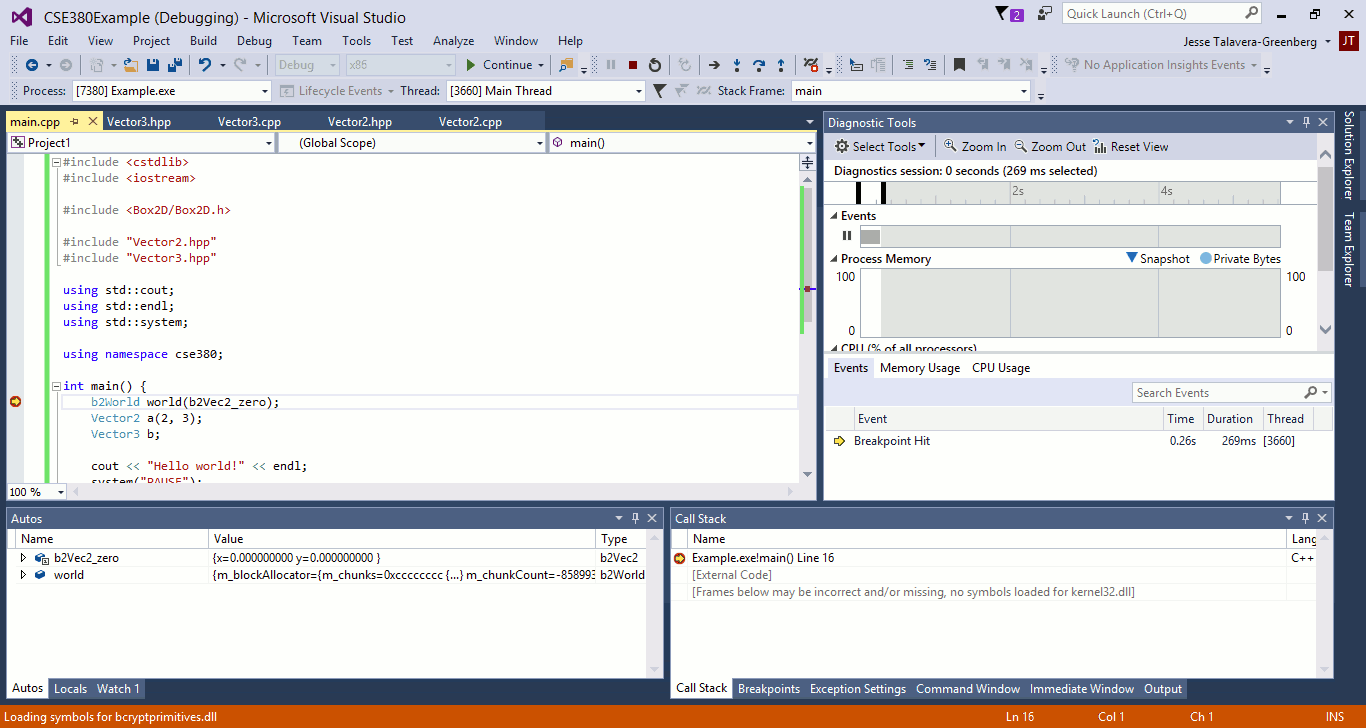 CSE380Example (Debugging) - Microsoft Visual Studio
2
Quick Launch (Ctrl+Q)
File Edit View Project Build Debug Team Tools Test Analyze Window Help
Jesse Talavera-Greenberg JT
Debug x86 Continue No Application Insights Events
Process: [7380] Example.exe Lifecycle Events Thread: [3660] Main Thread Stack Frame: main
main.cpp Vector3.hpp Vector3.cpp Vector2.hpp Vector2.cpp
Project1 (Global Scope) main()
#include <cstdlib>
#include <iostream>
#include <Box2D/Box2D.h>
#include "Vector2.hpp"
#include "Vector3.hpp"
using std::cout;
using std::endl;
using std::system;
using namespace cse380;
int main() {
b2World world(b2Vec2_zero);
Vector2 a(2, 3);
Vector3 b;
cout << "Hello world!" << endl;
system("PAUSE");
100 %
Diagnostic Tools
Select Tools Zoom In Zoom Out Reset View
Diagnostics session: 0 seconds (269 ms selected)
2s 4s
Events
Process Memory Snapshot Private Bytes
100 100
0 0
CPU (% of all processors)
Events Memory Usage CPU Usage
Search Events
Event Time Duration Thread
Breakpoint Hit 0.26s 269ms [3660]
Solution Explorer
Team Explorer
Autos
Name Value Type
b2Vec2_zero {x=0.000000000 y=0.000000000 } b2Vec2
world {m_blockAllocator={m_chunks=0xcccccccc {...} m_chunkCount=-858993 b2World
Autos Locals Watch 1
Call Stack
Name Lang
Example.exe!main() Line 16 C++
[External Code]
[Frames below may be incorrect and/or missing, no symbols loaded for kernel32.dll]
Call Stack Breakpoints Exception Settings Command Window Immediate Window Output
Loading symbols for bcryptprimitives.dll Ln 16 Col 1 Ch 1 INS